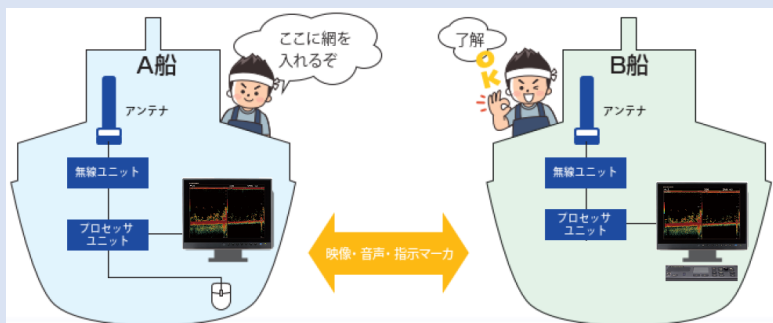 A船
ここに網を
入れるぞ
アンテナ
無線ユニット
プロセッサ
ユニット
映像・音声・指示マーカ
了解
OK
B船
アンテナ
無線ユニット
プロセッサ
ユニット